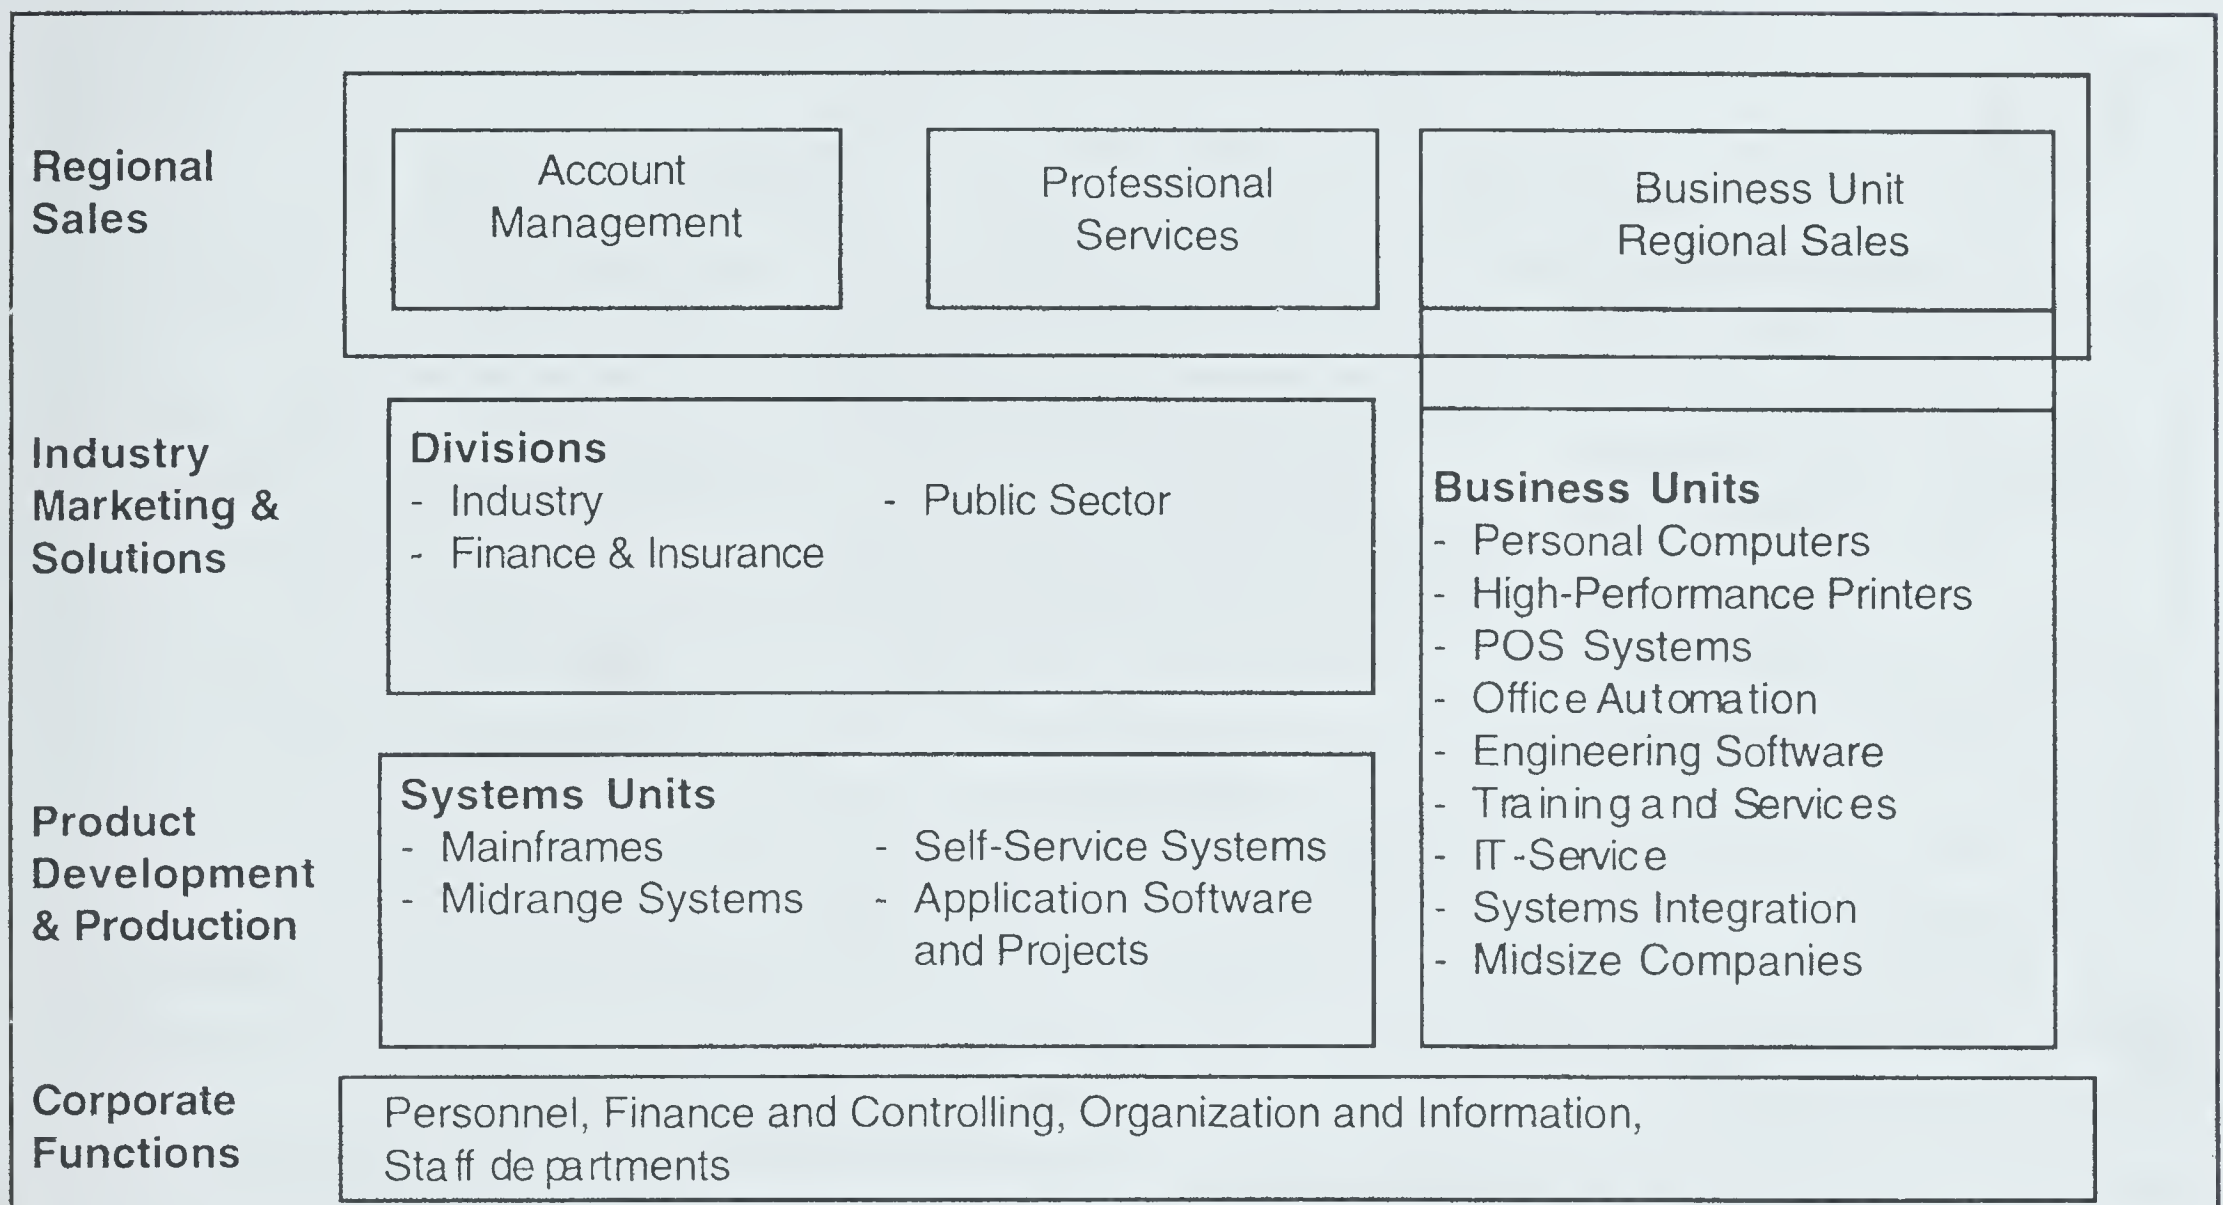 Regional
Sales
Account
Management
Professional
Services
Business Unit
Regional Sales
Industry
Marketing &
Solutions
Divisions
- Industry
- Finance & Insurance
- Public Sector
Business Units
- Personal Computers
- High-Performance Printers
- POS Systems
- Office Automation
- Engineering Software
- Training and Services
- IT-Service
- Systems Integration
- Midsize Companies
Product
Development
& Production
Systems Units
- Mainframes
- Midrange Systems
- Self-Service Systems
- Application Software
and Projects
Corporate
Functions
Personnel, Finance and Controlling, Organization and Information,
Staff departments